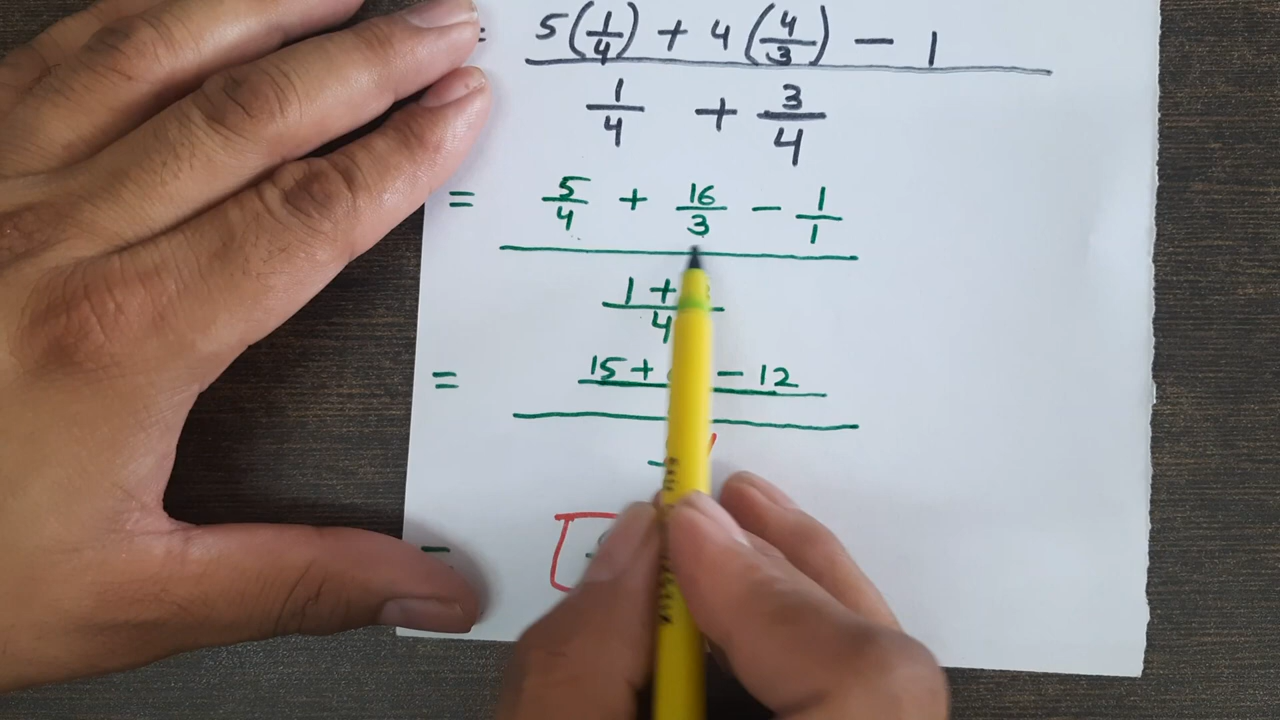 = 5(1/4) + 4(4/3) - 1
1/4 + 3/4
= 5/4 + 16/3 - 1/1
1 + / 4
= 15 + - 12
=